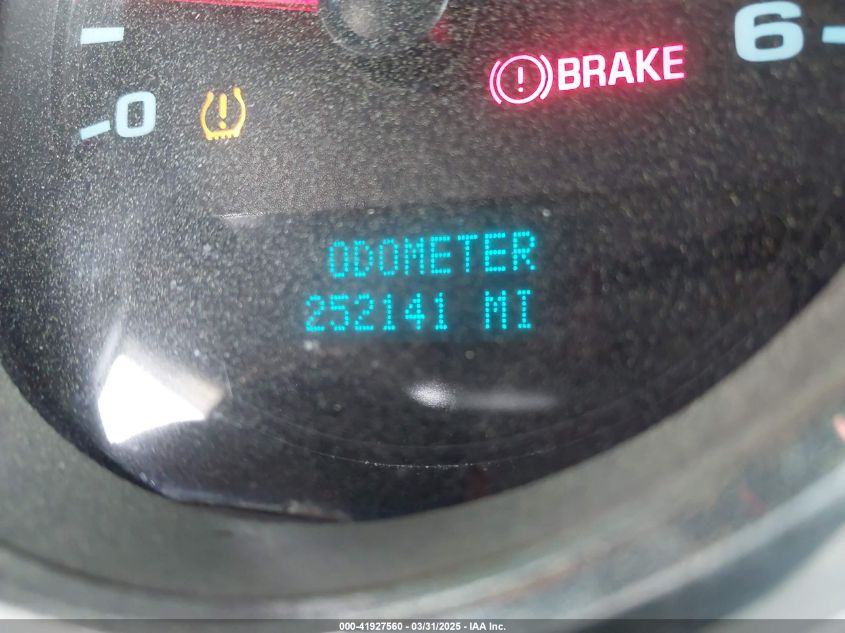 6
0
(!) BRAKE
(!)
ODOMETER
252141 MI
000-41927560 - 03/31/2025 - IAA Inc.